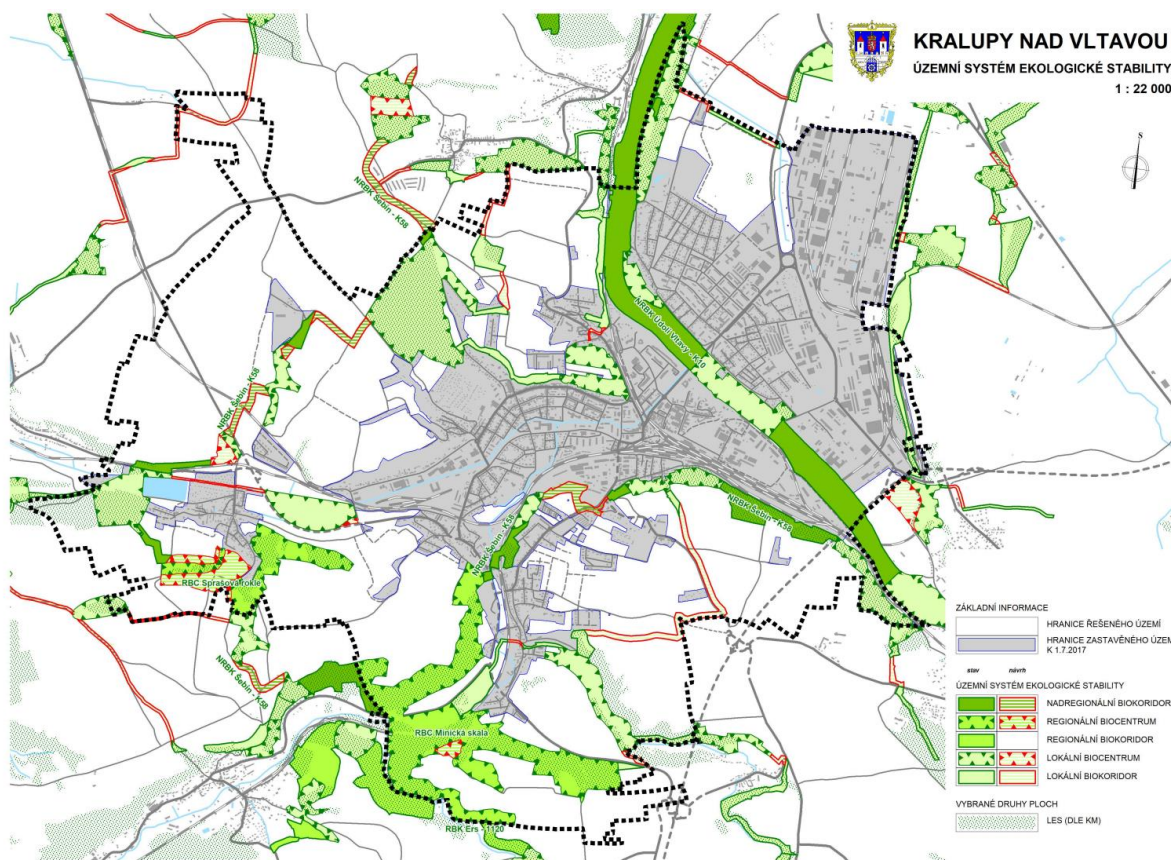 KRALUPY NAD VLTAVOU
ÚZEMNÍ SYSTÉM EKOLOGICKÉ STABILITY
1 : 22 000
S
NRBK Šebín - K58
NRBK Údolí Vltavy - K10
NRBK Šebín - K58
NRBK Šebín - K58
NRBK Šebín - K58
RBC Sprašová rokle
NRBK Šebín - K58
RBC Minická skála
RBK Ers - 1120
ZÁKLADNÍ INFORMACE
HRANICE ŘEŠENÉHO ÚZEMÍ
HRANICE ZASTAVĚNÉHO ÚZEM
K 1.7.2017
stav návrh
ÚZEMNÍ SYSTÉM EKOLOGICKÉ STABILITY
NADREGIONÁLNÍ BIOKORIDOR
REGIONÁLNÍ BIOCENTRUM
REGIONÁLNÍ BIOKORIDOR
LOKÁLNÍ BIOCENTRUM
LOKÁLNÍ BIOKORIDOR
VYBRANÉ DRUHY PLOCH
LES (DLE KM)